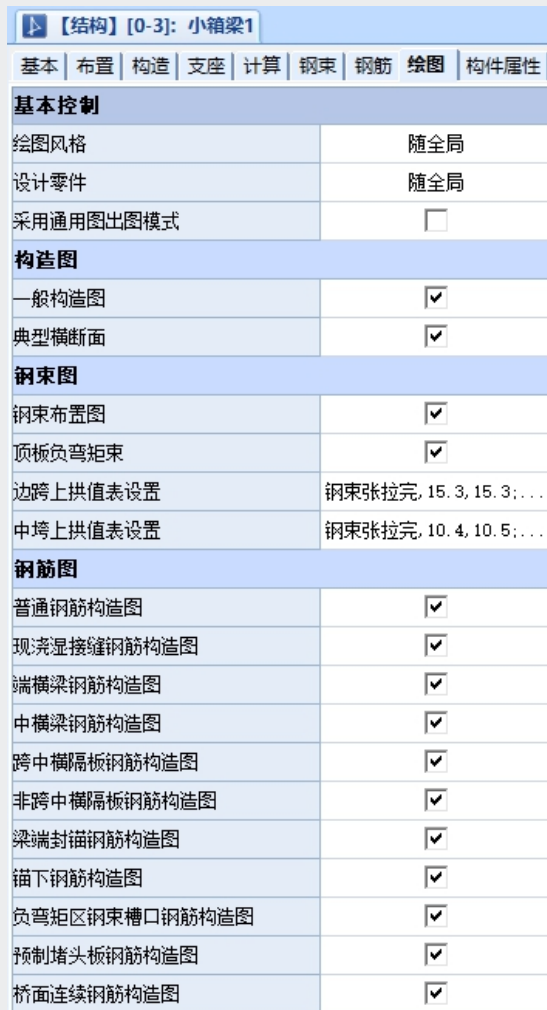 【结构】[0-3]: 小箱梁1
基本 布置 构造 支座 计算 钢束 钢筋 绘图 构件属性
基本控制
绘图风格 随全局
设计零件 随全局
采用通用图出图模式
构造图
一般构造图
典型横断面
钢束图
钢束布置图
顶板负弯矩束
边跨上拱值表设置 钢束张拉完,15.3,15.3;...
中垮上拱值表设置 钢束张拉完,10.4,10.5;...
钢筋图
普通钢筋构造图
现浇湿接缝钢筋构造图
端横梁钢筋构造图
中横梁钢筋构造图
跨中横隔板钢筋构造图
非跨中横隔板钢筋构造图
梁端封锚钢筋构造图
锚下钢筋构造图
负弯矩区钢束槽口钢筋构造图
预制堵头板钢筋构造图
桥面连续钢筋构造图